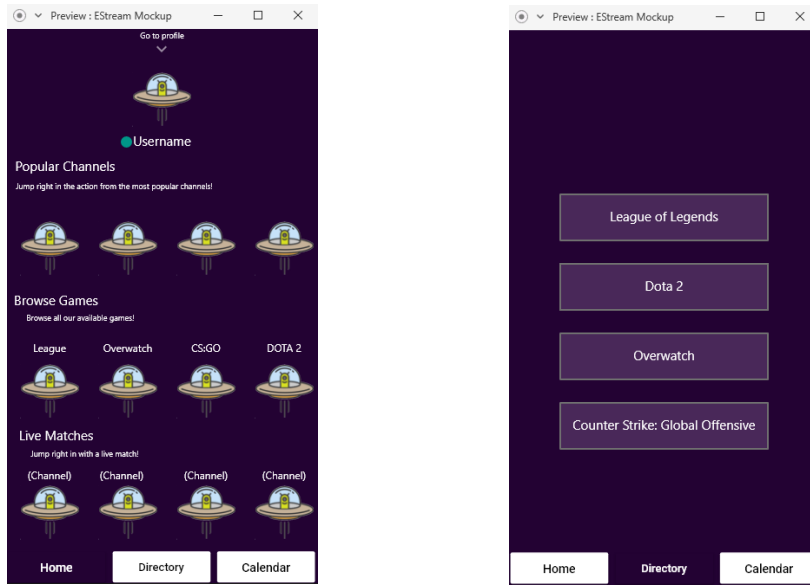 Preview : EStream Mockup
Go to profile
Username
Popular Channels
Jump right in the action from the most popular channels!
Browse Games
Browse all our available games!
League Overwatch CS:GO DOTA 2
Live Matches
Jump right in with a live match!
(Channel) (Channel) (Channel) (Channel)
Home Directory Calendar
Preview : EStream Mockup
League of Legends
Dota 2
Overwatch
Counter Strike: Global Offensive
Home Directory Calendar